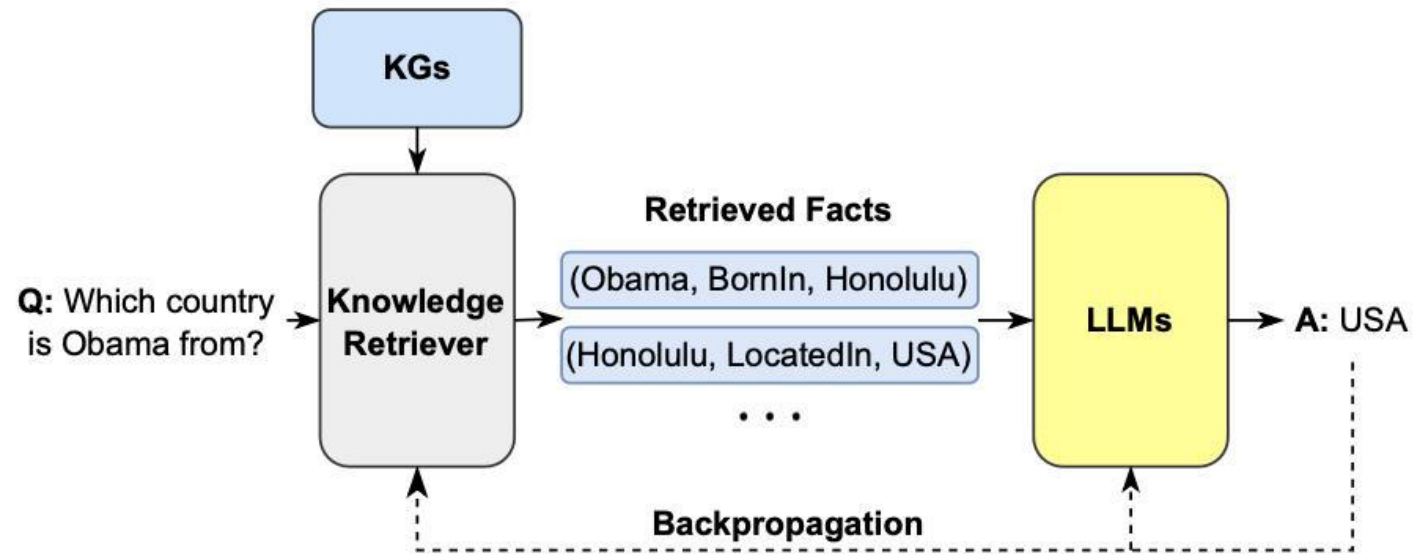 KGs
Retrieved Facts
Q: Which country
is Obama from?
Knowledge
Retriever
(Obama, BornIn, Honolulu)
(Honolulu, LocatedIn, USA)
• • •
LLMs
A: USA
Backpropagation